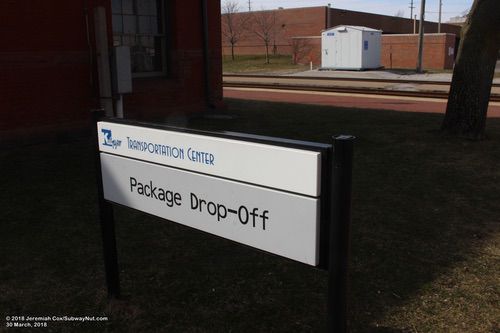 Transportation Center
Package Drop-Off
© 2018 Jeremiah Cox/SubwayNut.com
30 March, 2018